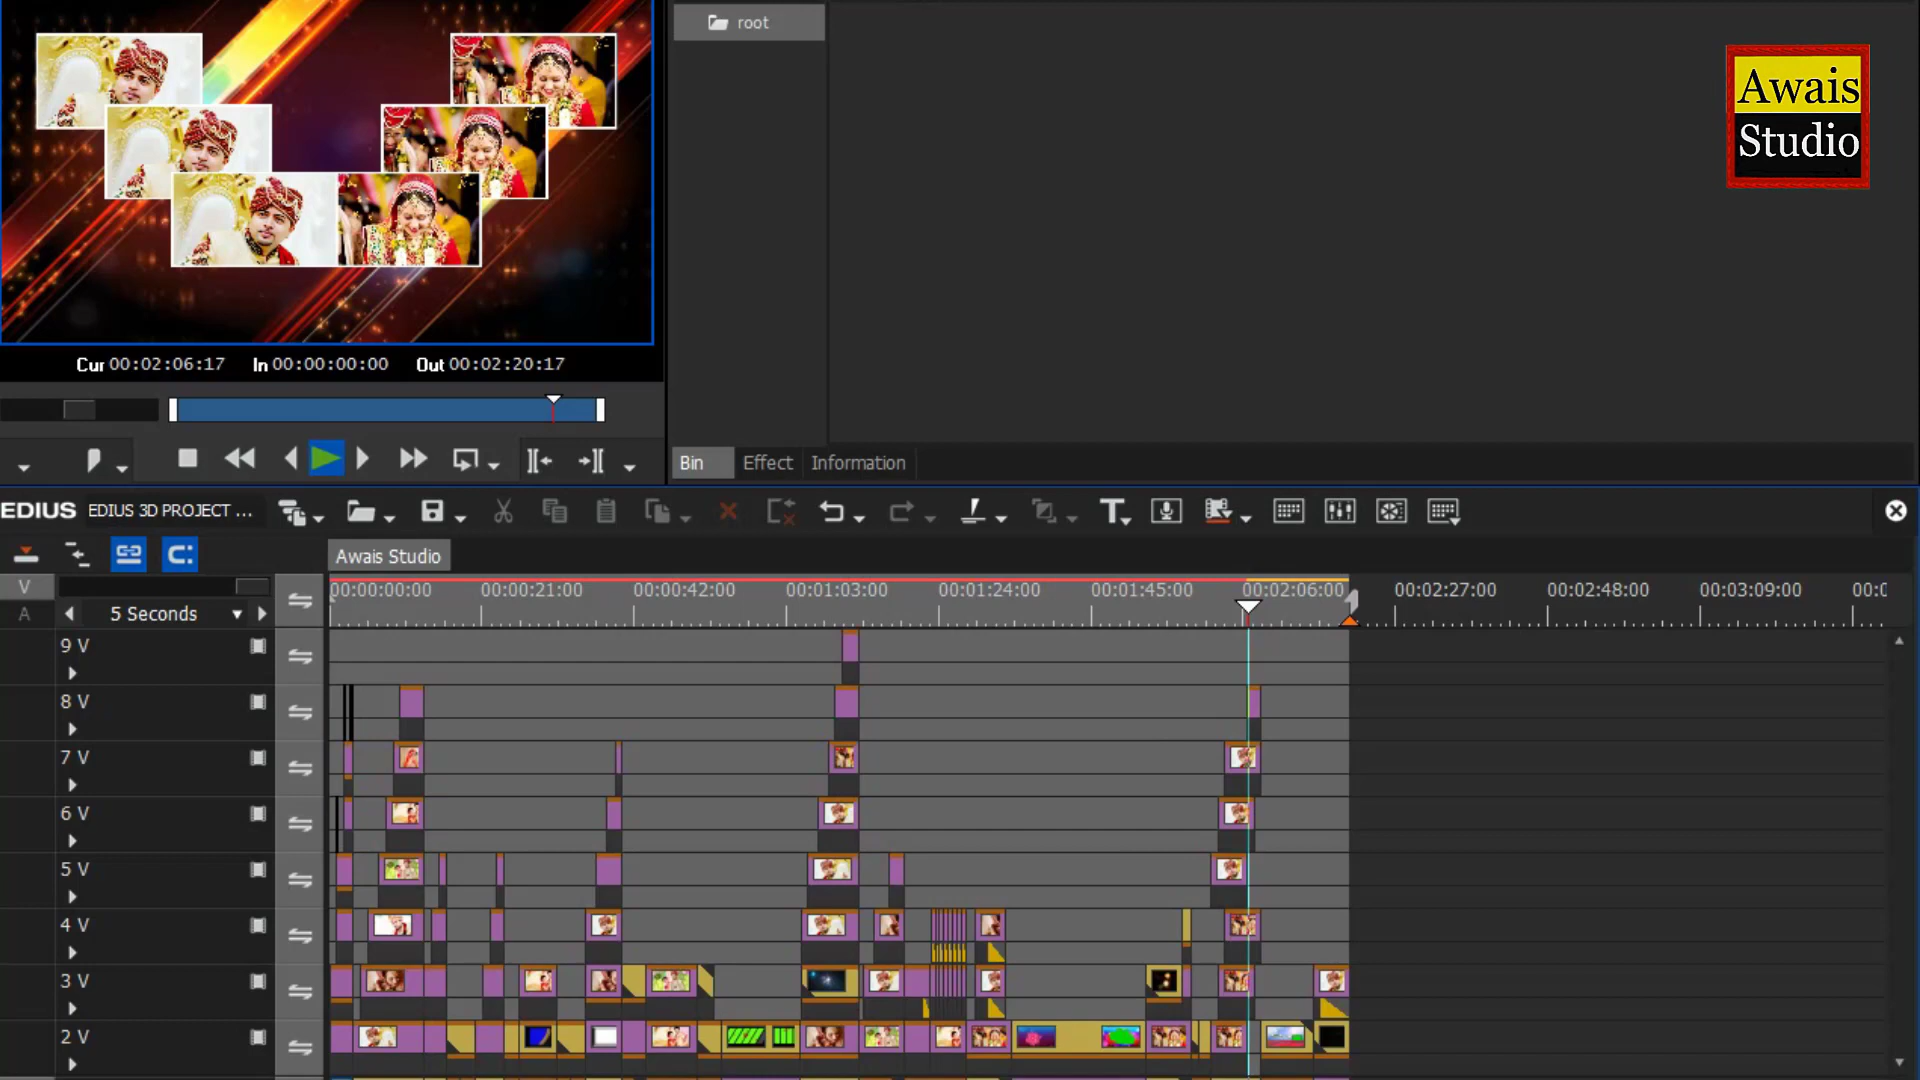 root
Awais
Studio
Cur 00:02:06:17 In 00:00:00:00 Out 00:02:20:17
Bin Effect Information
EDIUS EDIUS 3D PROJECT ...
Awais Studio
V
A
5 Seconds
00:00:00:00 00:00:21:00 00:00:42:00 00:01:03:00 00:01:24:00 00:01:45:00 00:02:06:00 00:02:27:00 00:02:48:00 00:03:09:00
9 V
8 V
7 V
6 V
5 V
4 V
3 V
2 V